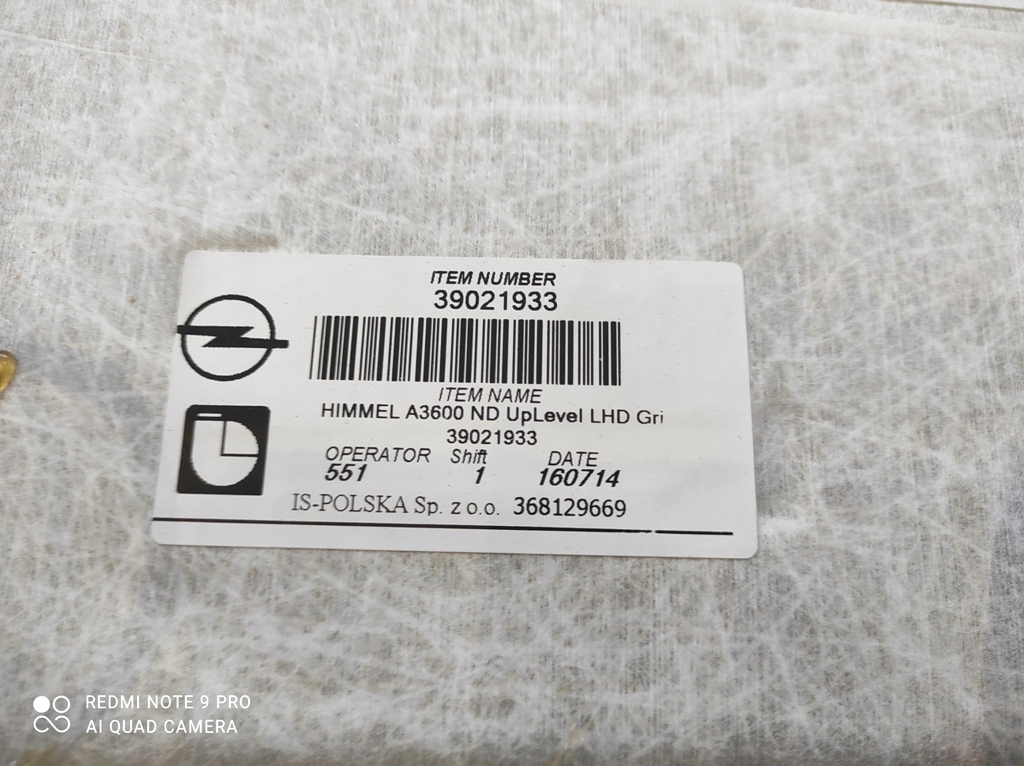 ITEM NUMBER
39021933
ITEM NAME
HIMMEL A3600 ND UpLevel LHD Gri
39021933
OPERATOR Shift DATE
551 1 160714
IS-POLSKA Sp. z o.o. 368129669
REDMI NOTE 9 PRO
AI QUAD CAMERA